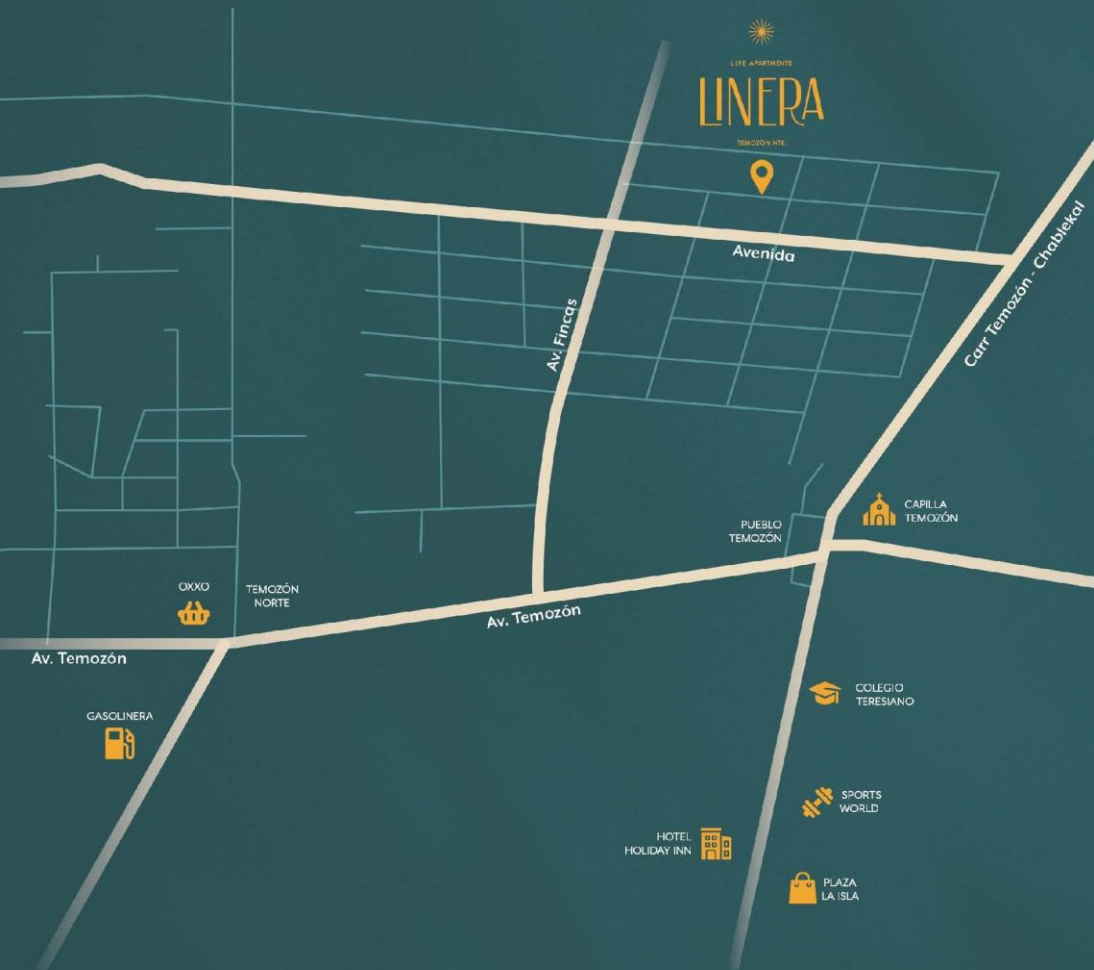 LIFE APARTMENTS
LINERA
TEMOZÓN NTE.
Avenida
Carr Temozón - Chablekal
Av. Fincas
CAPILLA
TEMOZÓN
PUEBLO
TEMOZÓN
OXXO
TEMOZÓN
NORTE
Av. Temozón
Av. Temozón
COLEGIO
TERESIANO
GASOLINERA
SPORTS
WORLD
HOTEL
HOLIDAY INN
PLAZA
LA ISLA